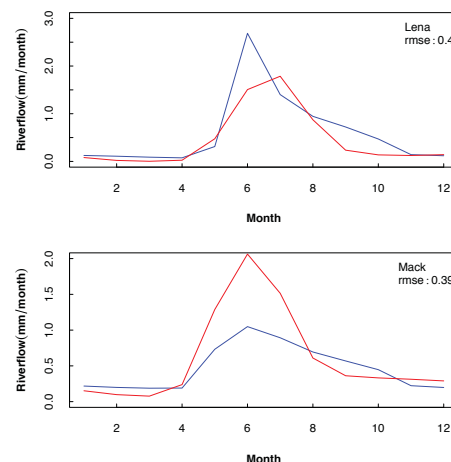 Lena
rmse: 0.4
Riverflow(mm/month)
3.0
2.0
1.0
0.0
2 4 6 8 10 12
Month
Mack
rmse: 0.39
Riverflow(mm/month)
2.0
1.5
1.0
0.5
0.0
2 4 6 8 10 12
Month